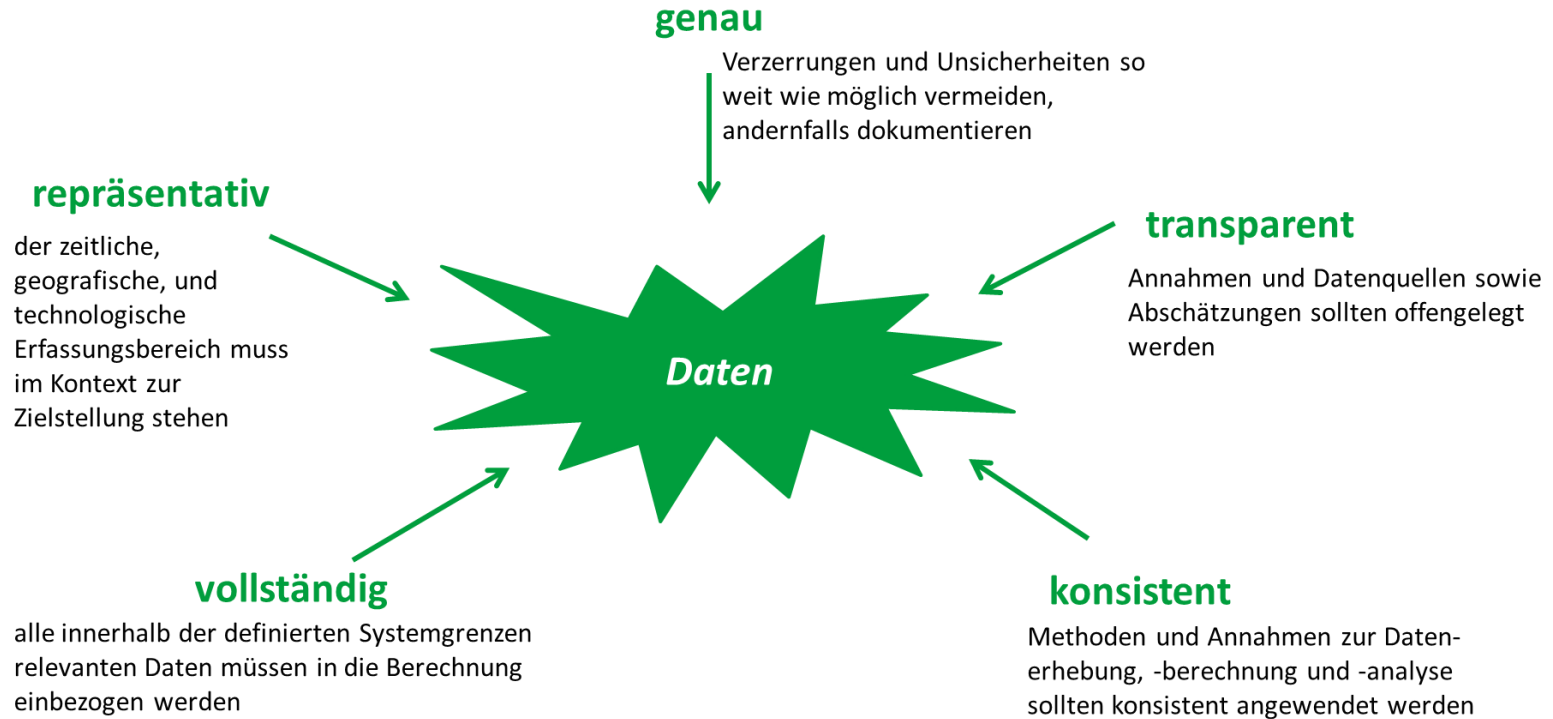 genau
Verzerrungen und Unsicherheiten so
weit wie möglich vermeiden,
andernfalls dokumentieren
repräsentativ
der zeitliche,
geografische, und
technologische
Erfassungsbereich muss
im Kontext zur
Zielstellung stehen
transparent
Annahmen und Datenquellen sowie
Abschätzungen sollten offengelegt
werden
Daten
vollständig
alle innerhalb der definierten Systemgrenzen
relevanten Daten müssen in die Berechnung
einbezogen werden
konsistent
Methoden und Annahmen zur Daten-
erhebung, -berechnung und -analyse
sollten konsistent angewendet werden